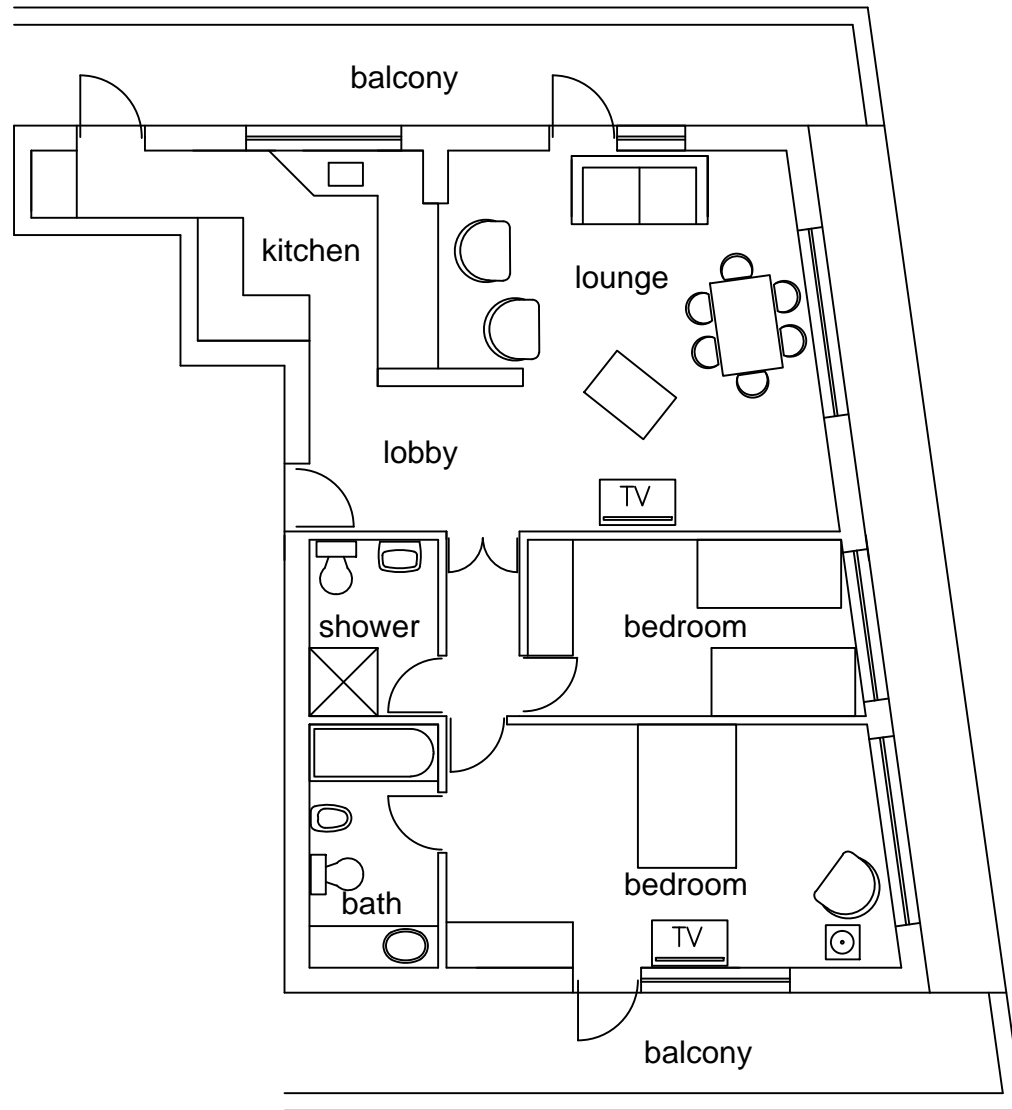 balcony
kitchen
lounge
lobby
TV
shower
bedroom
bedroom
bath
TV
balcony